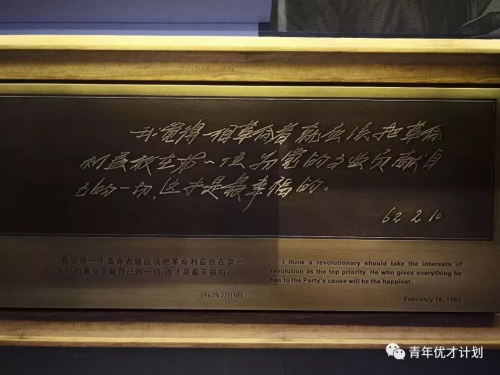 我觉得一个革命者就应该把革命
利益放在第一位,为党的事业贡献自
己的一切,这才是最幸福的。
62.2.10
我觉得一个革命者就应该把革命利益放在第一
位,为党的事业贡献自己的一切,这才是最幸福的。
1962年2月10日
I think a revolutionary should take the interests of
revolution as the top priority. He who gives everything he
has to the Party's cause will be the happiest.
February 10, 1962
青年优才计划